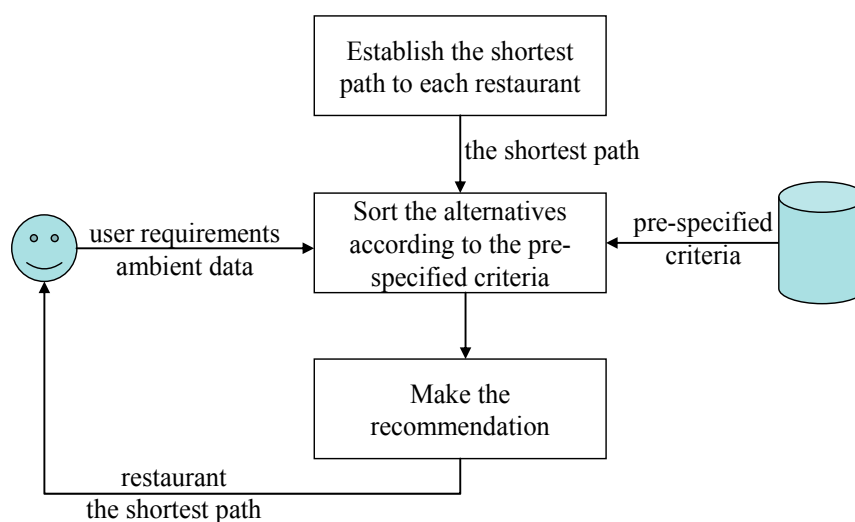 Establish the shortest
path to each restaurant
the shortest path
user requirements
ambient data
Sort the alternatives
according to the pre-
specified criteria
pre-specified
criteria
Make the
recommendation
restaurant
the shortest path